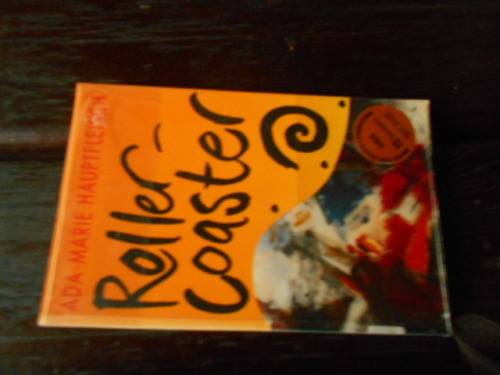 ADA-MARIE HAUPTFLEISCH
Roller-
coaster